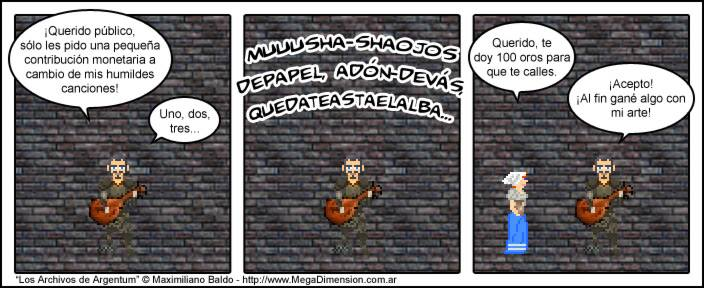 ¡Querido público,
sólo les pido una pequeña
contribución monetaria a
cambio de mis humildes
canciones!
Uno, dos,
tres...
MUUUSHA-SHAOJOS
DEPAPEL, ADÓN-DEVÁS,
QUEDATEASTAELALBA...
Querido, te
doy 100 oros para
que te calles.
¡Acepto!
¡Al fin gané algo con
mi arte!
"Los Archivos de Argentum" © Maximiliano Baldo - http://www.MegaDimension.com.ar